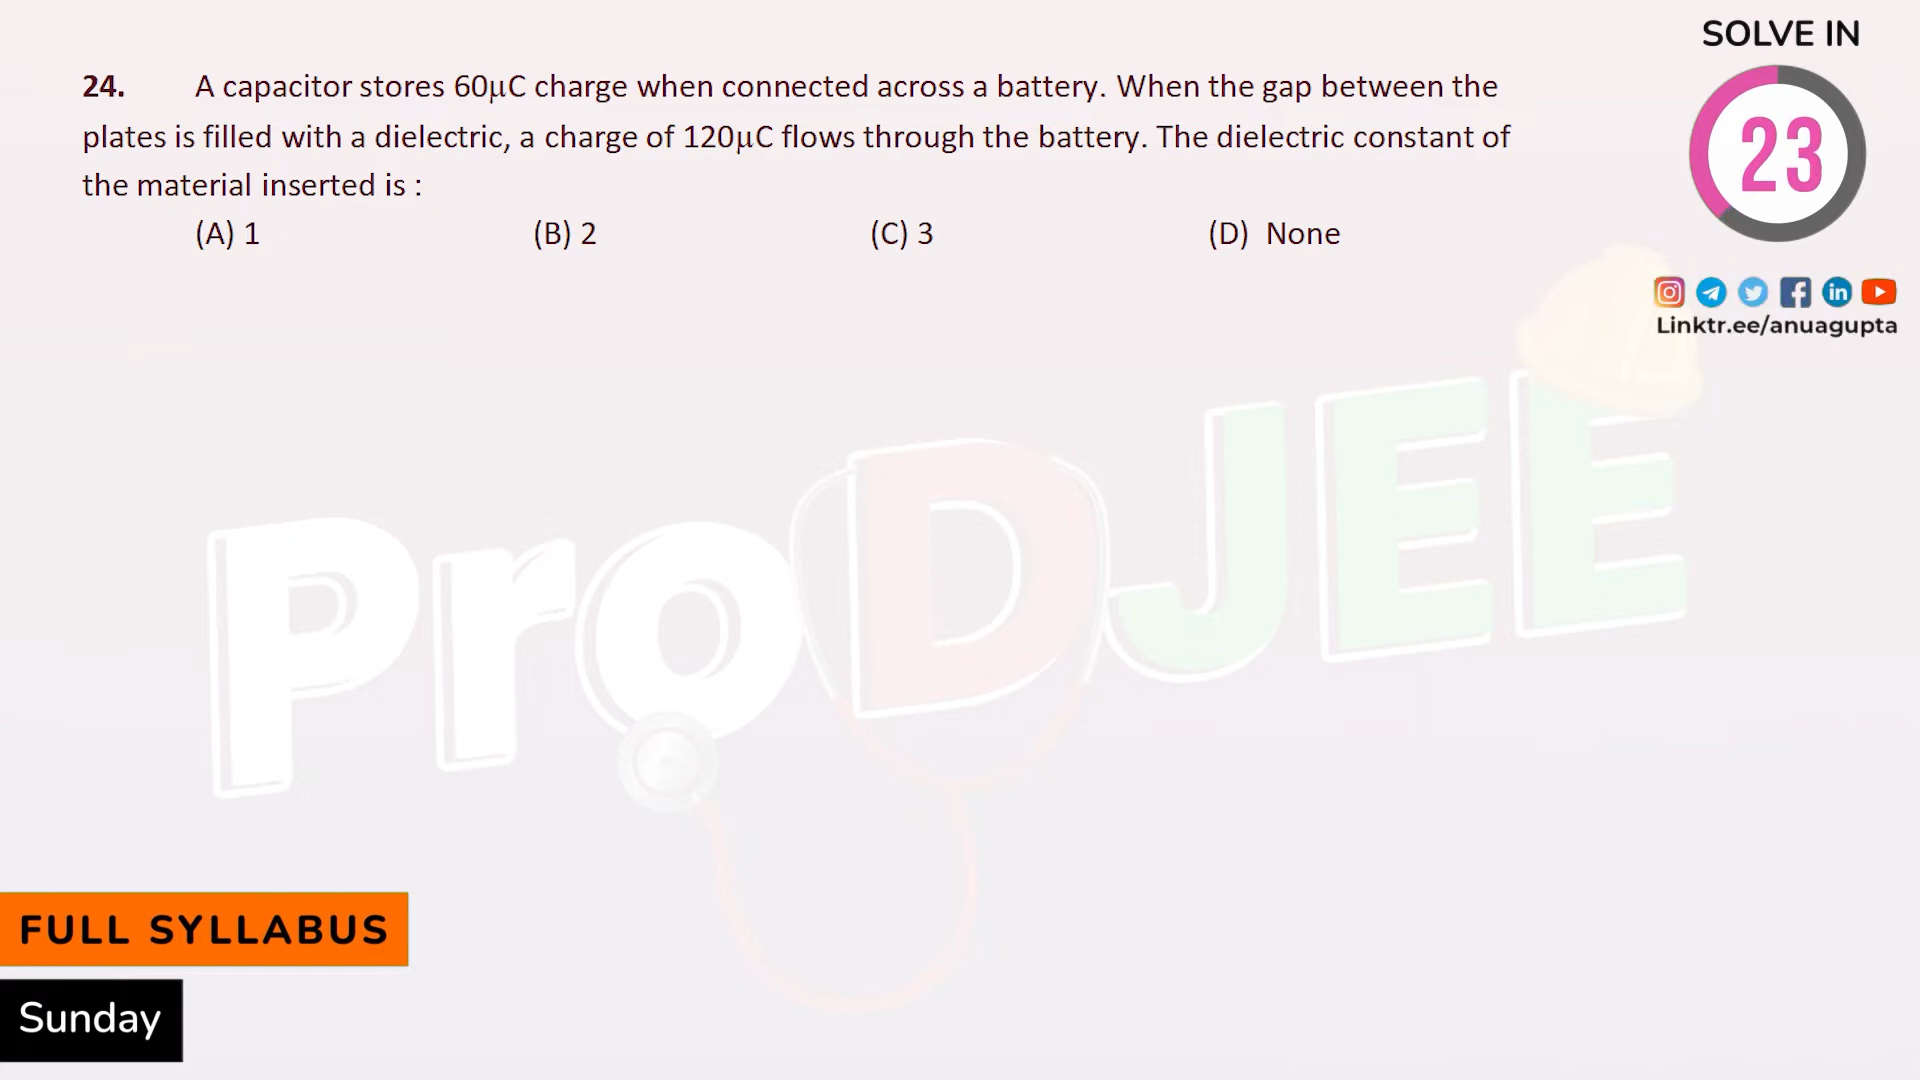 SOLVE IN
24. A capacitor stores 60μC charge when connected across a battery. When the gap between the
plates is filled with a dielectric, a charge of 120μC flows through the battery. The dielectric constant of
the material inserted is :
(A) 1 (B) 2 (C) 3 (D) None
23
Linktr.ee/anuagupta
ProDJEE
FULL SYLLABUS
Sunday